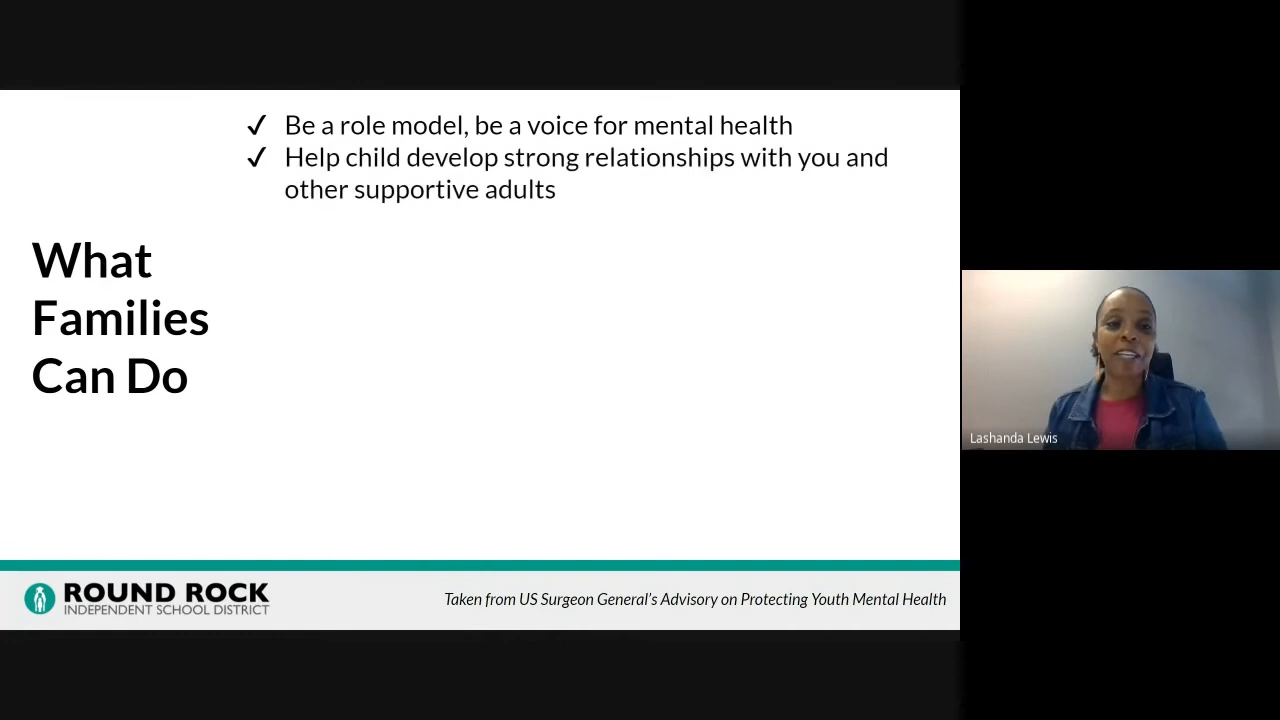 ✓ Be a role model, be a voice for mental health
✓ Help child develop strong relationships with you and
other supportive adults
What
Families
Can Do
Lashanda Lewis
ROUND ROCK
INDEPENDENT SCHOOL DISTRICT
Taken from US Surgeon General's Advisory on Protecting Youth Mental Health